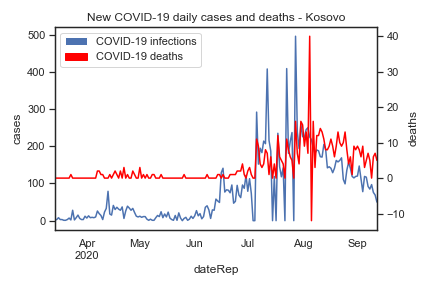 New COVID-19 daily cases and deaths - Kosovo
COVID-19 infections
COVID-19 deaths
500
400
300
200
100
0
cases
40
30
20
10
0
−10
deaths
Apr
2020
May
Jun
Jul
Aug
Sep
dateRep